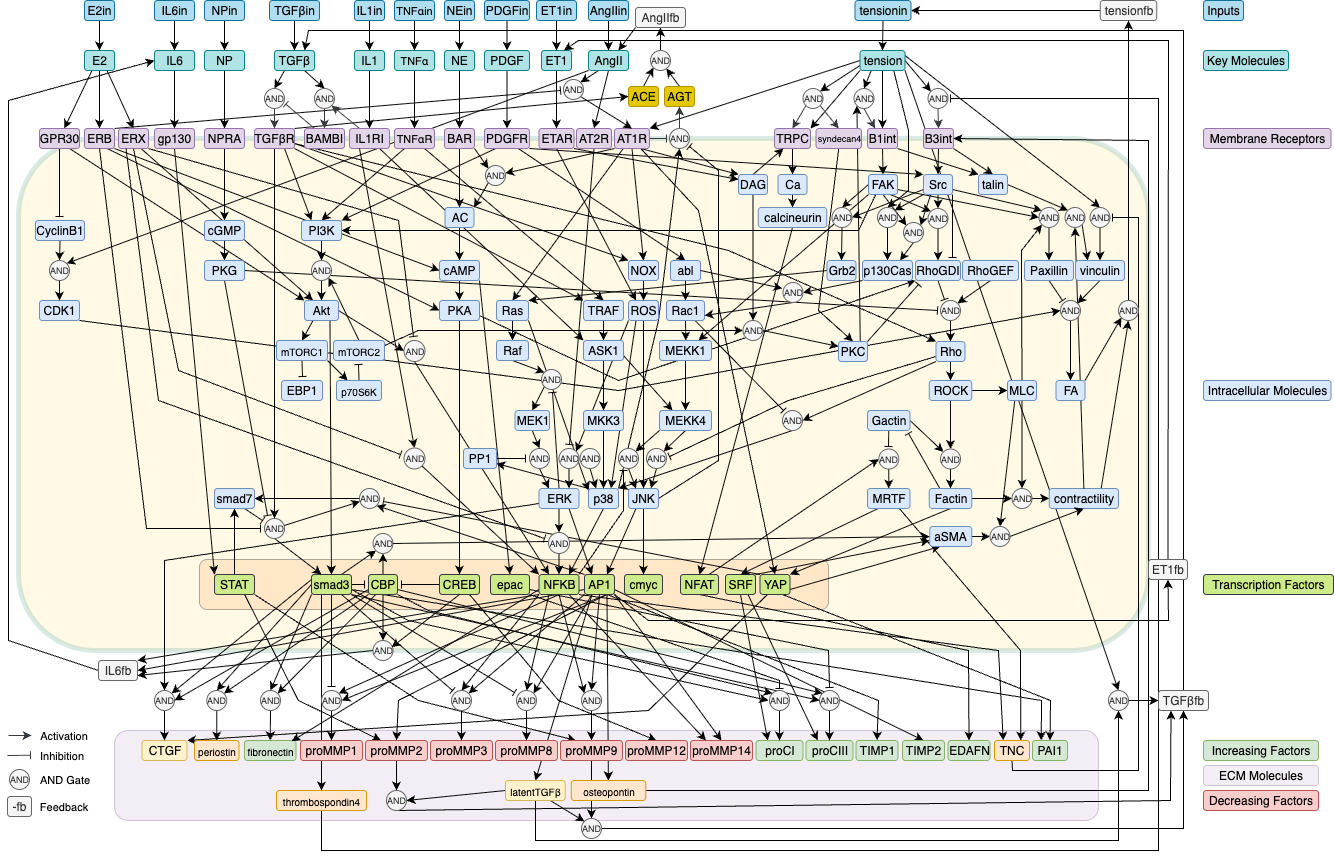 E2in IL6in NPin TGFβin IL1in TNFαin NEin PDGFin ET1in AngIIin AngIIfb tensionin tensionfb Inputs
E2 IL6 NP TGFβ IL1 TNFα NE PDGF ET1 AngII AND tension Key Molecules
AND AND AND ACE AGT AND AND AND
GPR30 ERB ERX gp130 NPRA TGFβR BAMBI IL1RI TNFαR BAR PDGFR ETAR AT2R AT1R AND TRPC syndecan4 B1int B3int Membrane Receptors
AND DAG Ca FAK Src talin
CyclinB1 cGMP PI3K AC calcineurin AND AND AND AND AND AND AND
AND PKG AND cAMP NOX abl Grb2 p130Cas RhoGDI RhoGEF Paxillin vinculin
AND
CDK1 Akt PKA Ras TRAF ROS Rac1 AND AND AND
AND
mTORC1 mTORC2 AND Raf ASK1 MEKK1 PKC Rho
EBP1 p70S6K AND ROCK MLC FA Intracellular Molecules
MEK1 MKK3 MEKK4 AND Gactin
AND PP1 AND AND AND AND AND AND AND
smad7 AND ERK p38 JNK MRTF Factin AND contractility
AND AND AND aSMA AND
ET1fb
STAT smad3 CBP CREB epac NFKB AP1 cmyc NFAT SRF YAP Transcription Factors
AND
IL6fb
AND AND AND AND AND AND AND AND AND AND TGFβfb
Activation
CTGF periostin fibronectin proMMP1 proMMP2 proMMP3 proMMP8 proMMP9 proMMP12 proMMP14 proCI proCIII TIMP1 TIMP2 EDAFN TNC PAI1 Increasing Factors
Inhibition
AND AND Gate ECM Molecules
thrombospondin4 AND latentTGFβ osteopontin Decreasing Factors
-fb Feedback
AND